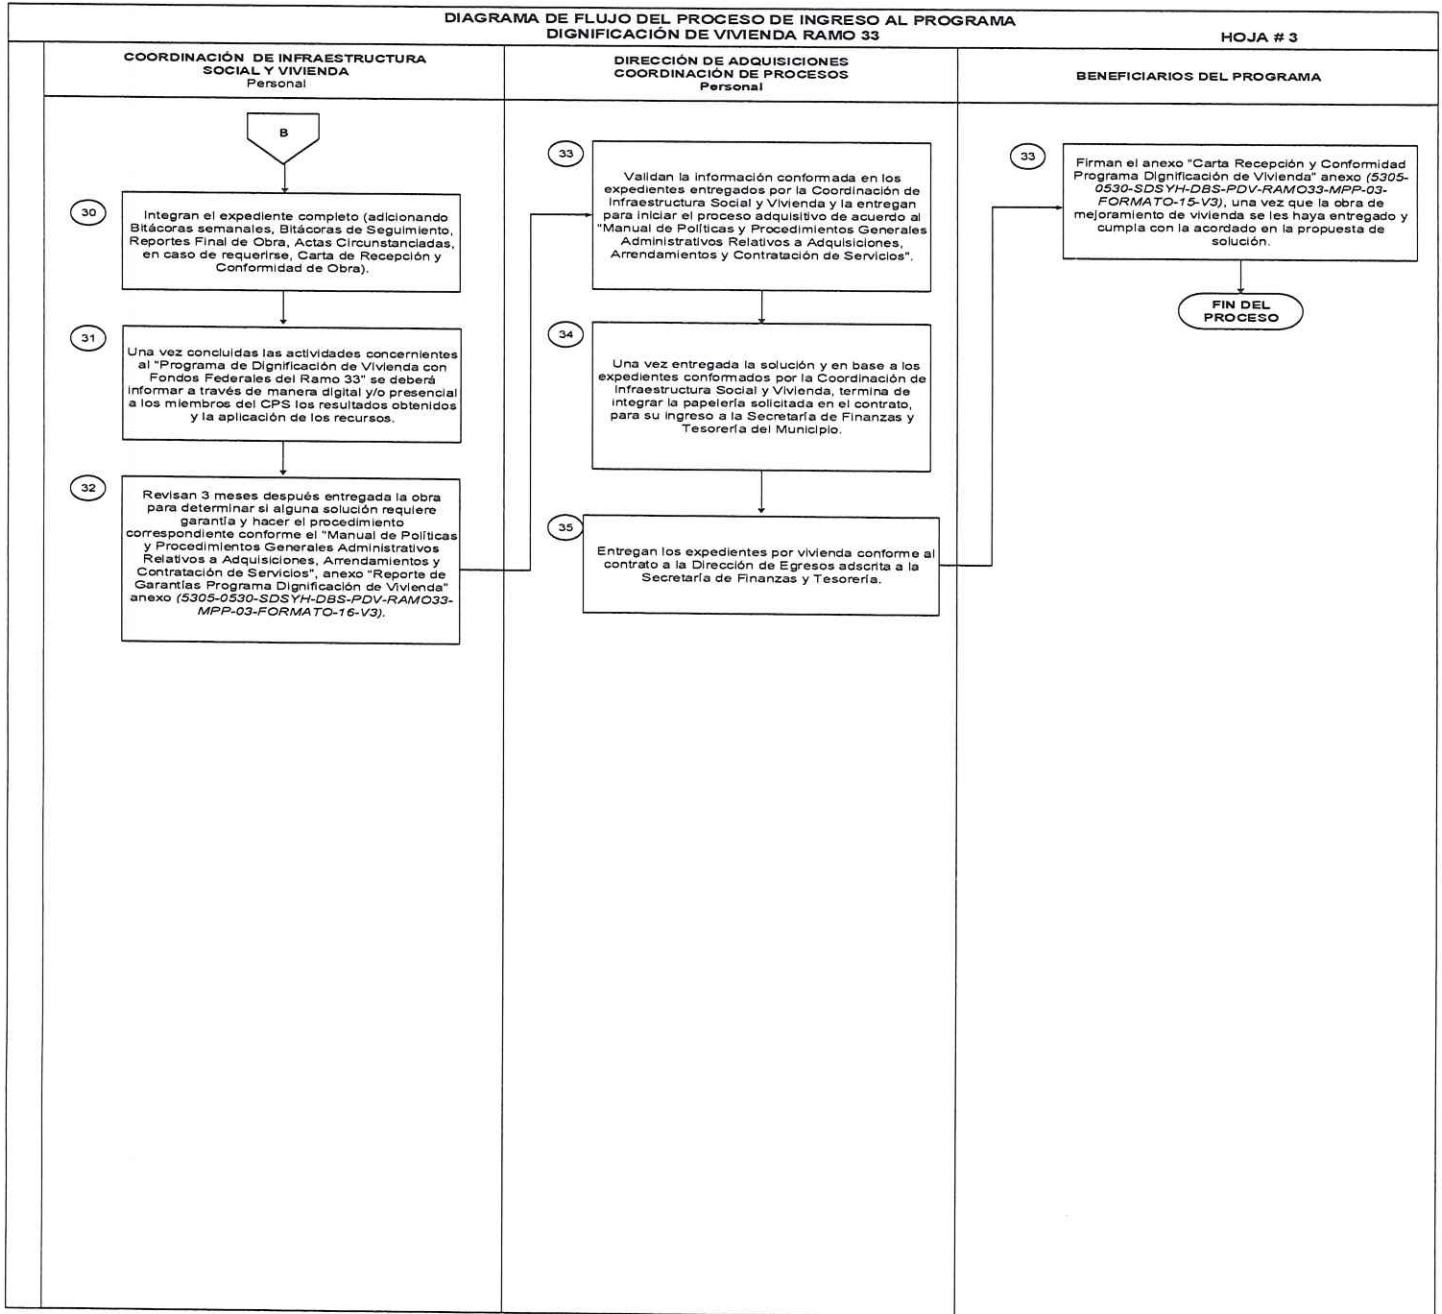 DIAGRAMA DE FLUJO DEL PROCESO DE INGRESO AL PROGRAMA
DIGNIFICACIÓN DE VIVIENDA RAMO 33
HOJA # 3
COORDINACIÓN DE INFRAESTRUCTURA
SOCIAL Y VIVIENDA
Personal
DIRECCIÓN DE ADQUISICIONES
COORDINACIÓN DE PROCESOS
Personal
BENEFICIARIOS DEL PROGRAMA
B
30
Integran el expediente completo (adicionando
Bitácoras semanales, Bitácoras de Seguimiento,
Reportes Final de Obra, Actas Circunstanciadas,
en caso de requerirse, Carta de Recepción y
Conformidad de Obra).
31
Una vez concluidas las actividades concernientes
al "Programa de Dignificación de Vivienda con
Fondos Federales del Ramo 33" se deberá
informar a través de manera digital y/o presencial
a los miembros del CPS los resultados obtenidos
y la aplicación de los recursos.
32
Revisan 3 meses después entregada la obra
para determinar si alguna solución requiere
garantía y hacer el procedimiento
correspondiente conforme el "Manual de Políticas
y Procedimientos Generales Administrativos
Relativos a Adquisiciones, Arrendamientos y
Contratación de Servicios", anexo "Reporte de
Garantías Programa Dignificación de Vivienda"
anexo (5305-0530-SDSYH-DBS-PDV-RAMO33-
MPP-03-FORMATO-16-V3).
33
Validan la información conformada en los
expedientes entregados por la Coordinación de
Infraestructura Social y Vivienda y la entregan
para iniciar el proceso adquisitivo de acuerdo al
"Manual de Políticas y Procedimientos Generales
Administrativos Relativos a Adquisiciones,
Arrendamientos y Contratación de Servicios".
34
Una vez entregada la solución y en base a los
expedientes conformados por la Coordinación de
Infraestructura Social y Vivienda, termina de
integrar la papelería solicitada en el contrato,
para su ingreso a la Secretaría de Finanzas y
Tesorería del Municipio.
35
Entregan los expedientes por vivienda conforme al
contrato a la Dirección de Egresos adscrita a la
Secretaría de Finanzas y Tesorería.
33
Firman el anexo "Carta Recepción y Conformidad
Programa Dignificación de Vivienda" anexo (5305-
0530-SDSYH-DBS-PDV-RAMO33-MPP-03-
FORMATO-15-V3), una vez que la obra de
mejoramiento de vivienda se les haya entregado y
cumpla con la acordado en la propuesta de
solución.
FIN DEL
PROCESO